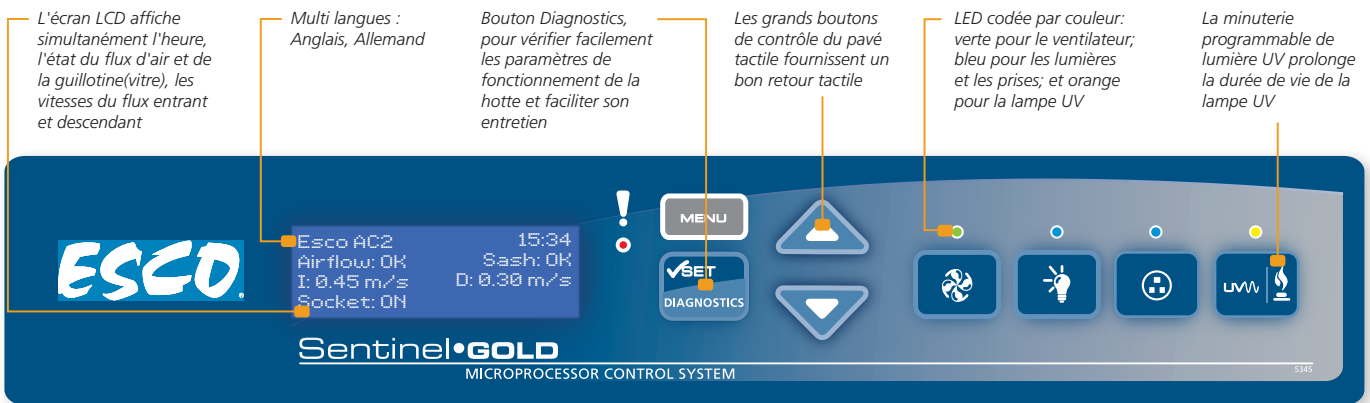 L'écran LCD affiche
simultanément l'heure,
l'état du flux d'air et de
la guillotine(vitre), les
vitesses du flux entrant
et descendant
Multi langues :
Anglais, Allemand
Bouton Diagnostics,
pour vérifier facilement
les paramètres de
fonctionnement de la
hotte et faciliter son
entretien
Les grands boutons
de contrôle du pavé
tactile fournissent un
bon retour tactile
LED codée par couleur:
verte pour le ventilateur;
bleu pour les lumières
et les prises; et orange
pour la lampe UV
La minuterie
programmable de
lumière UV prolonge
la durée de vie de la
lampe UV
ESCO
Esco AC2 15:34
Airflow: OK Sash: OK
I: 0.45 m/s D: 0.30 m/s
Socket: ON
!
MENU
SET
DIAGNOSTICS
UV
Sentinel•GOLD
MICROPROCESSOR CONTROL SYSTEM
S345